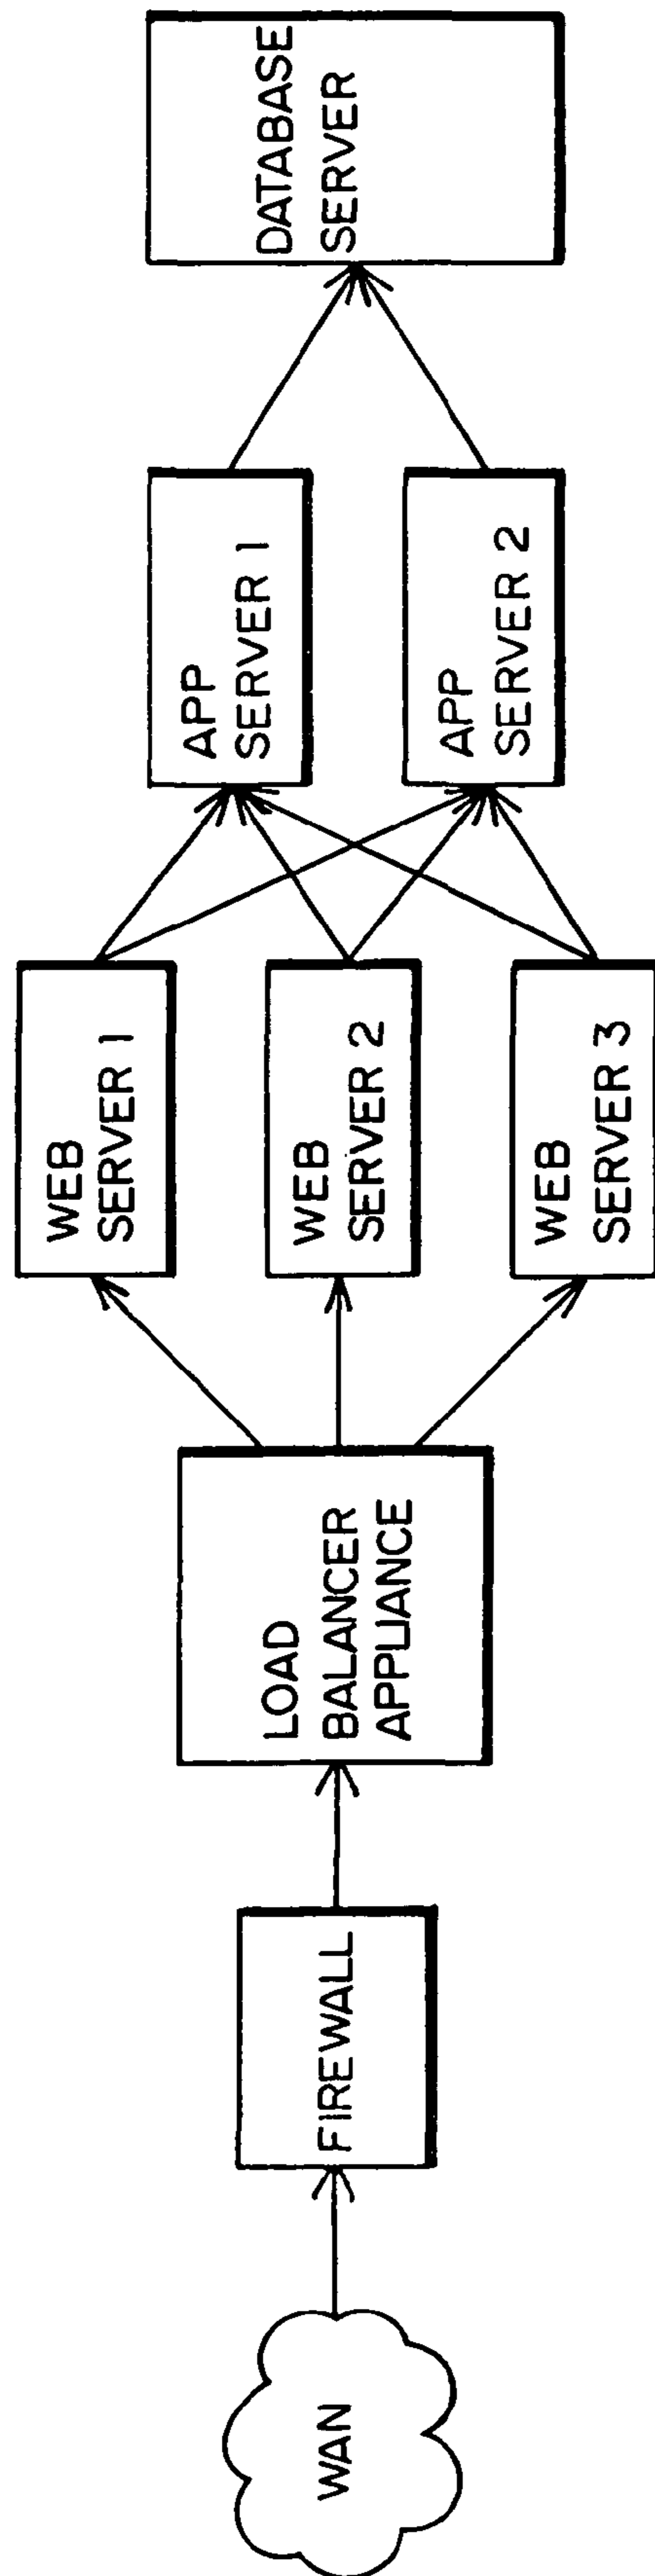 WAN
FIREWALL
LOAD
BALANCER
APPLIANCE
WEB
SERVER 1
WEB
SERVER 2
WEB
SERVER 3
APP
SERVER 1
APP
SERVER 2
DATABASE
SERVER